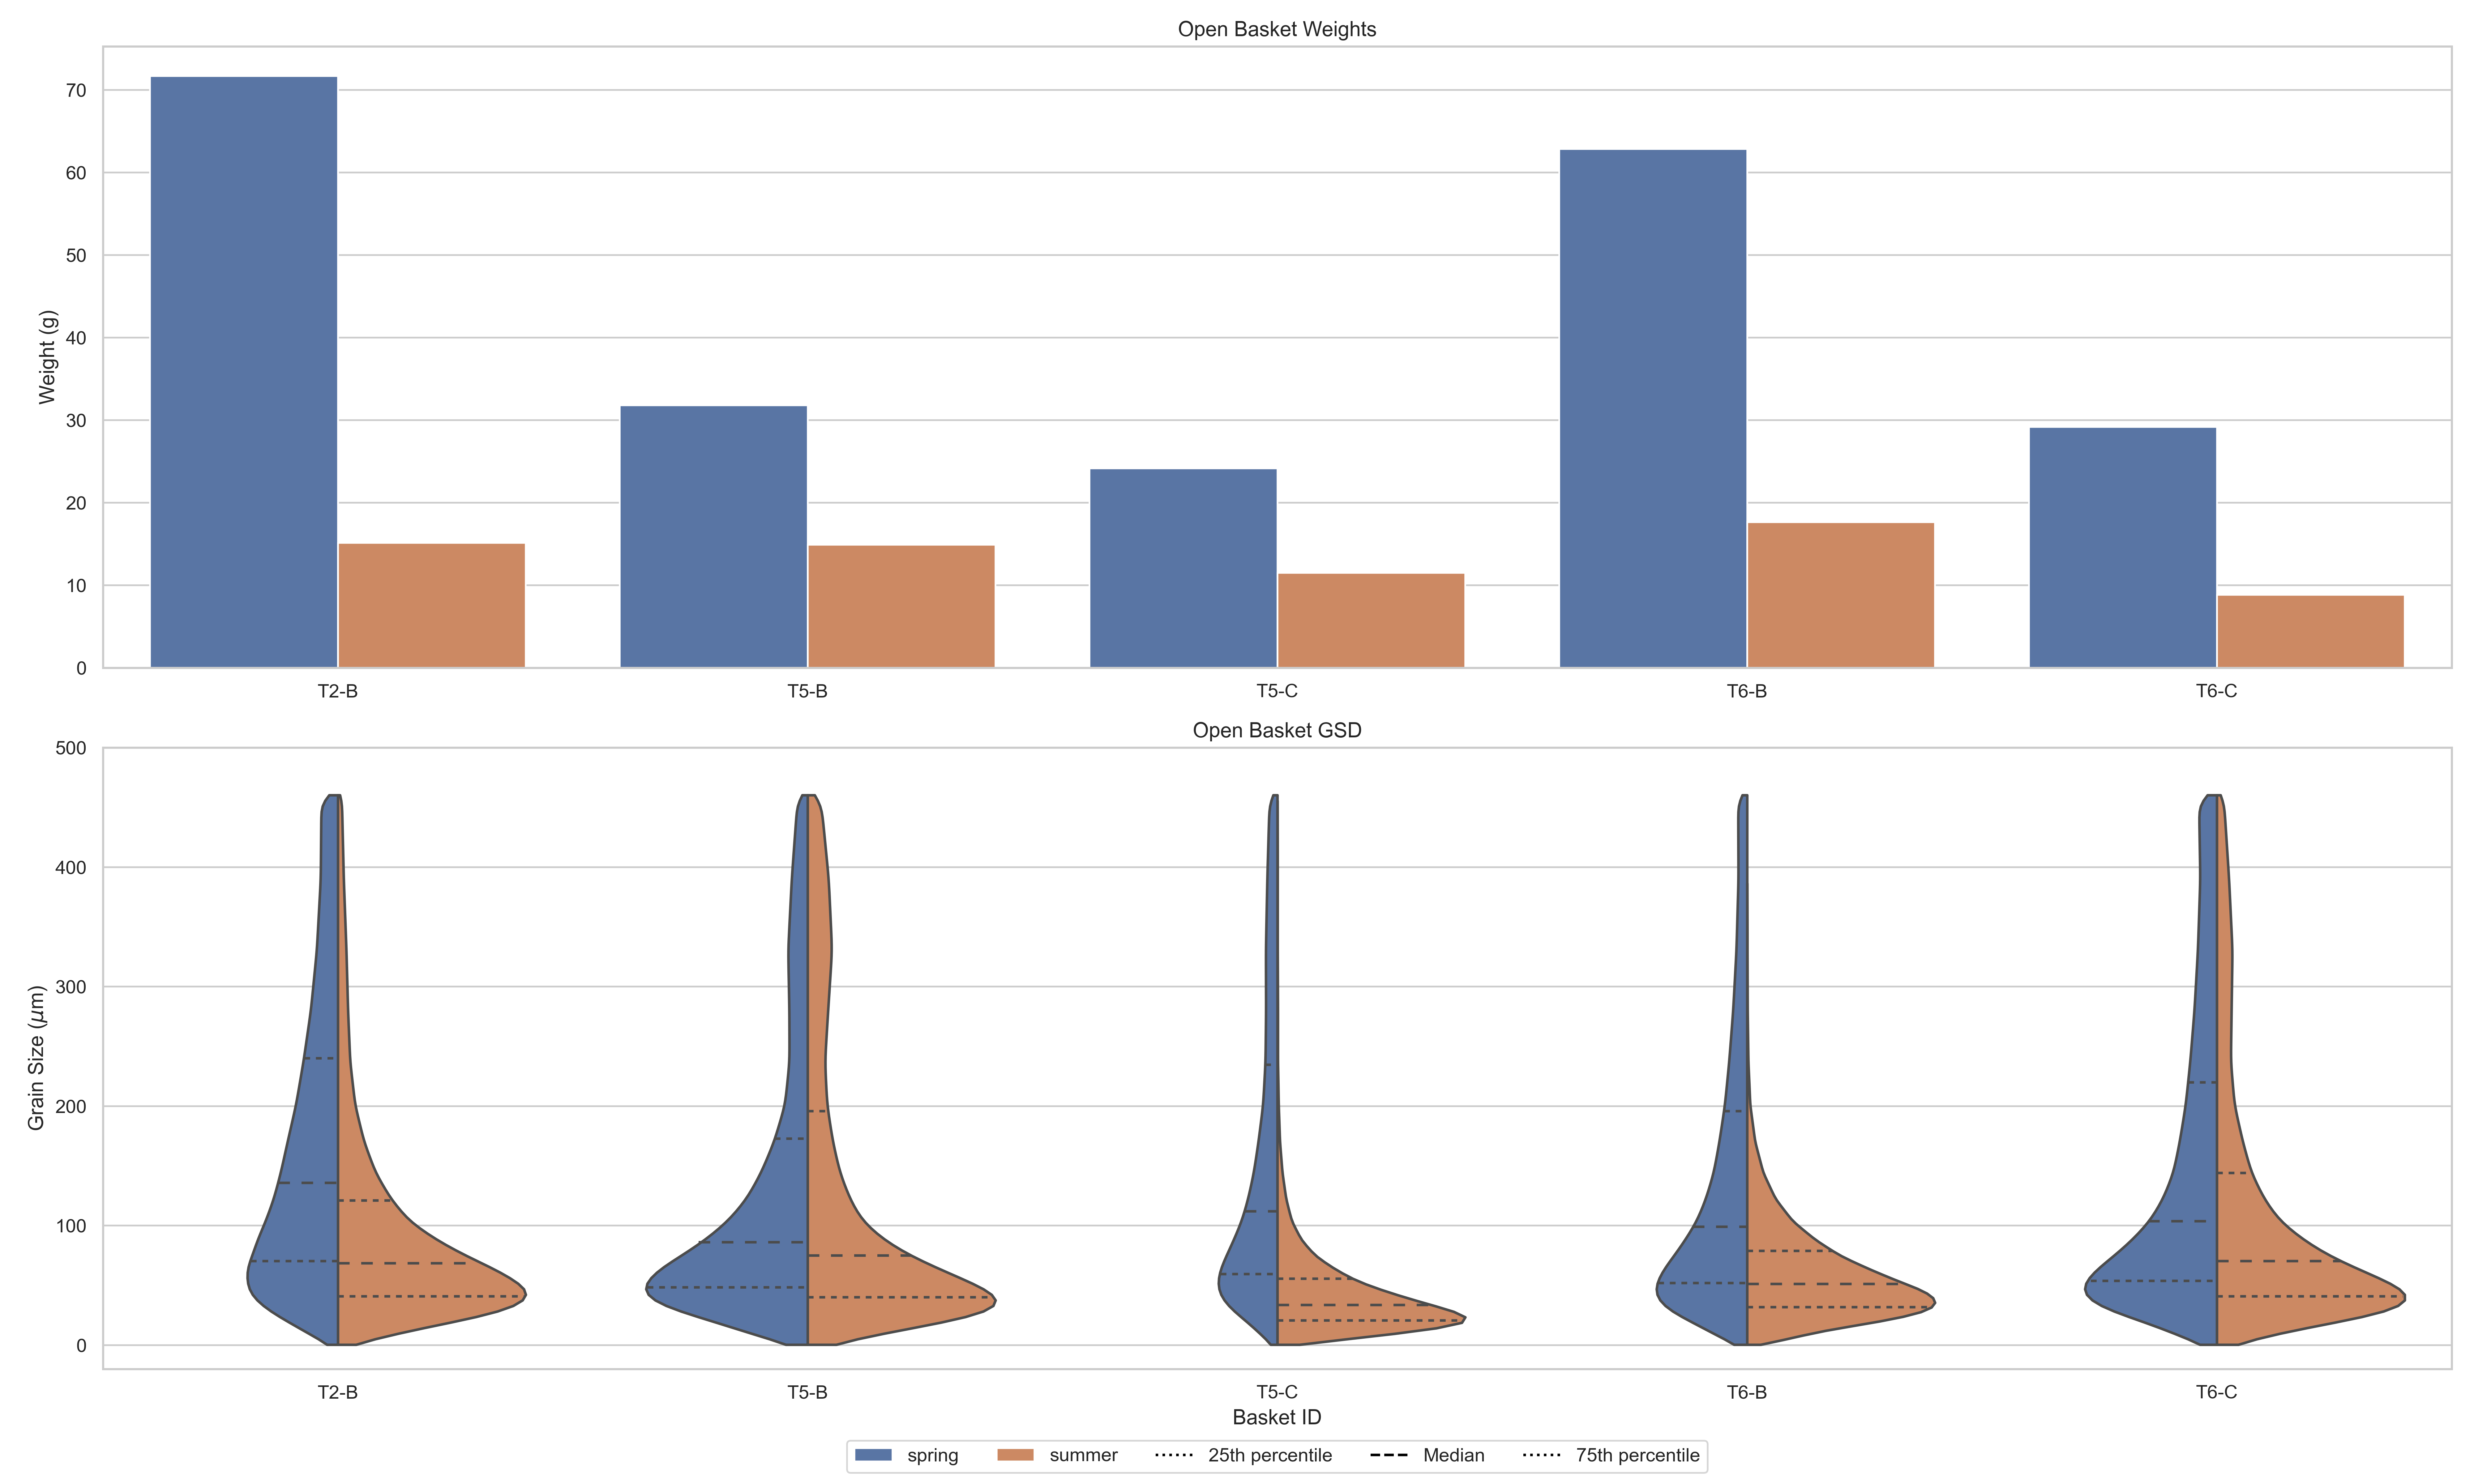 Open Basket Weights
Weight (g)
70
60
50
40
30
20
10
0
T2-B T5-B T5-C T6-B T6-C
Open Basket GSD
Grain Size (μm)
500
400
300
200
100
0
T2-B T5-B T5-C T6-B T6-C
Basket ID
spring summer 25th percentile Median 75th percentile